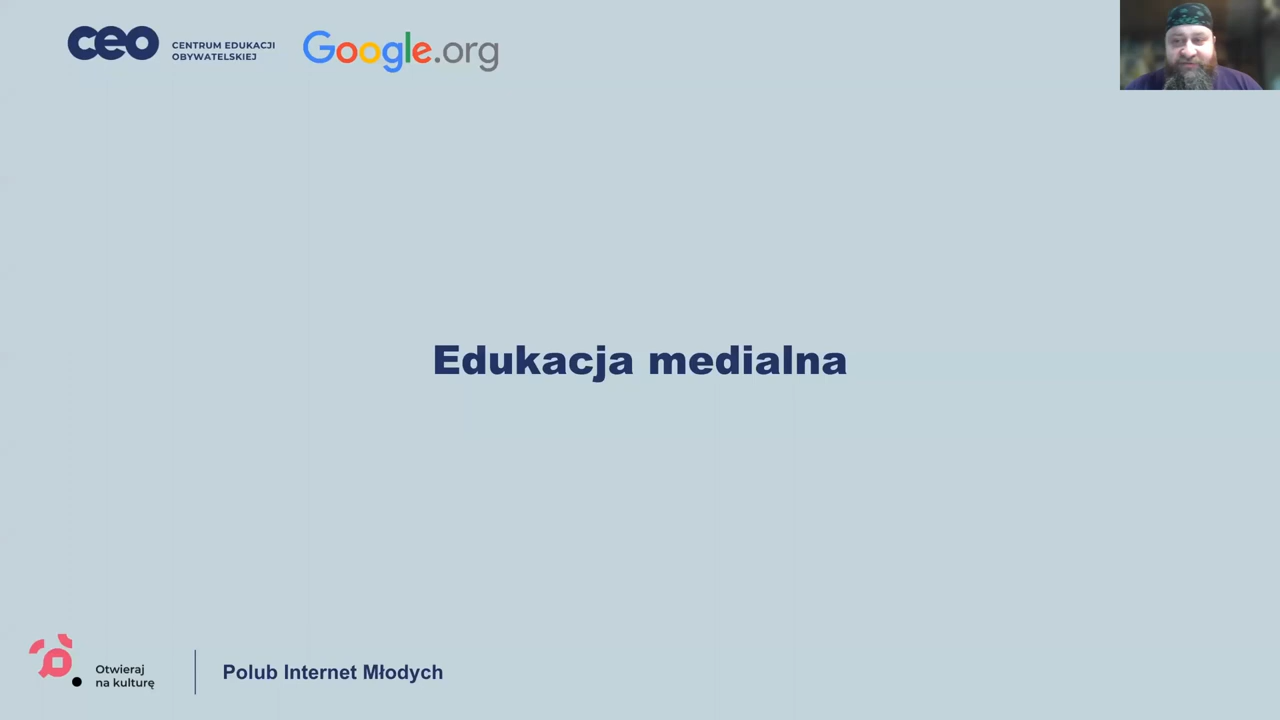 ceo
CENTRUM EDUKACJI
OBYWATELSKIEJ
Google.org
Edukacja medialna
Otwieraj
na kulturę
Polub Internet Młodych